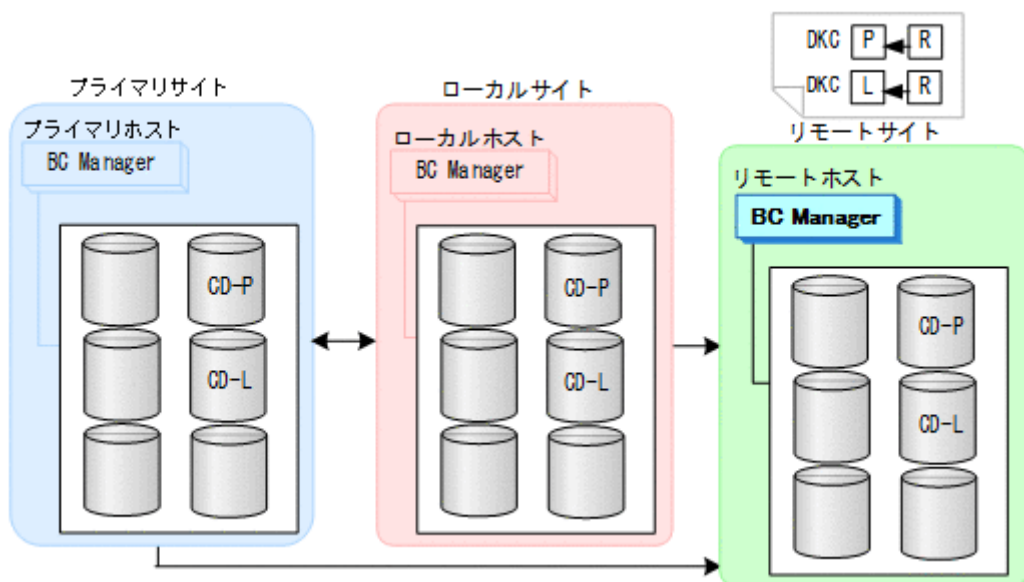 DKC P R
DKC L R
プライマリサイト
プライマリホスト
BC Manager
CD-P
CD-L
ローカルサイト
ローカルホスト
BC Manager
CD-P
CD-L
リモートサイト
リモートホスト
BC Manager
CD-P
CD-L